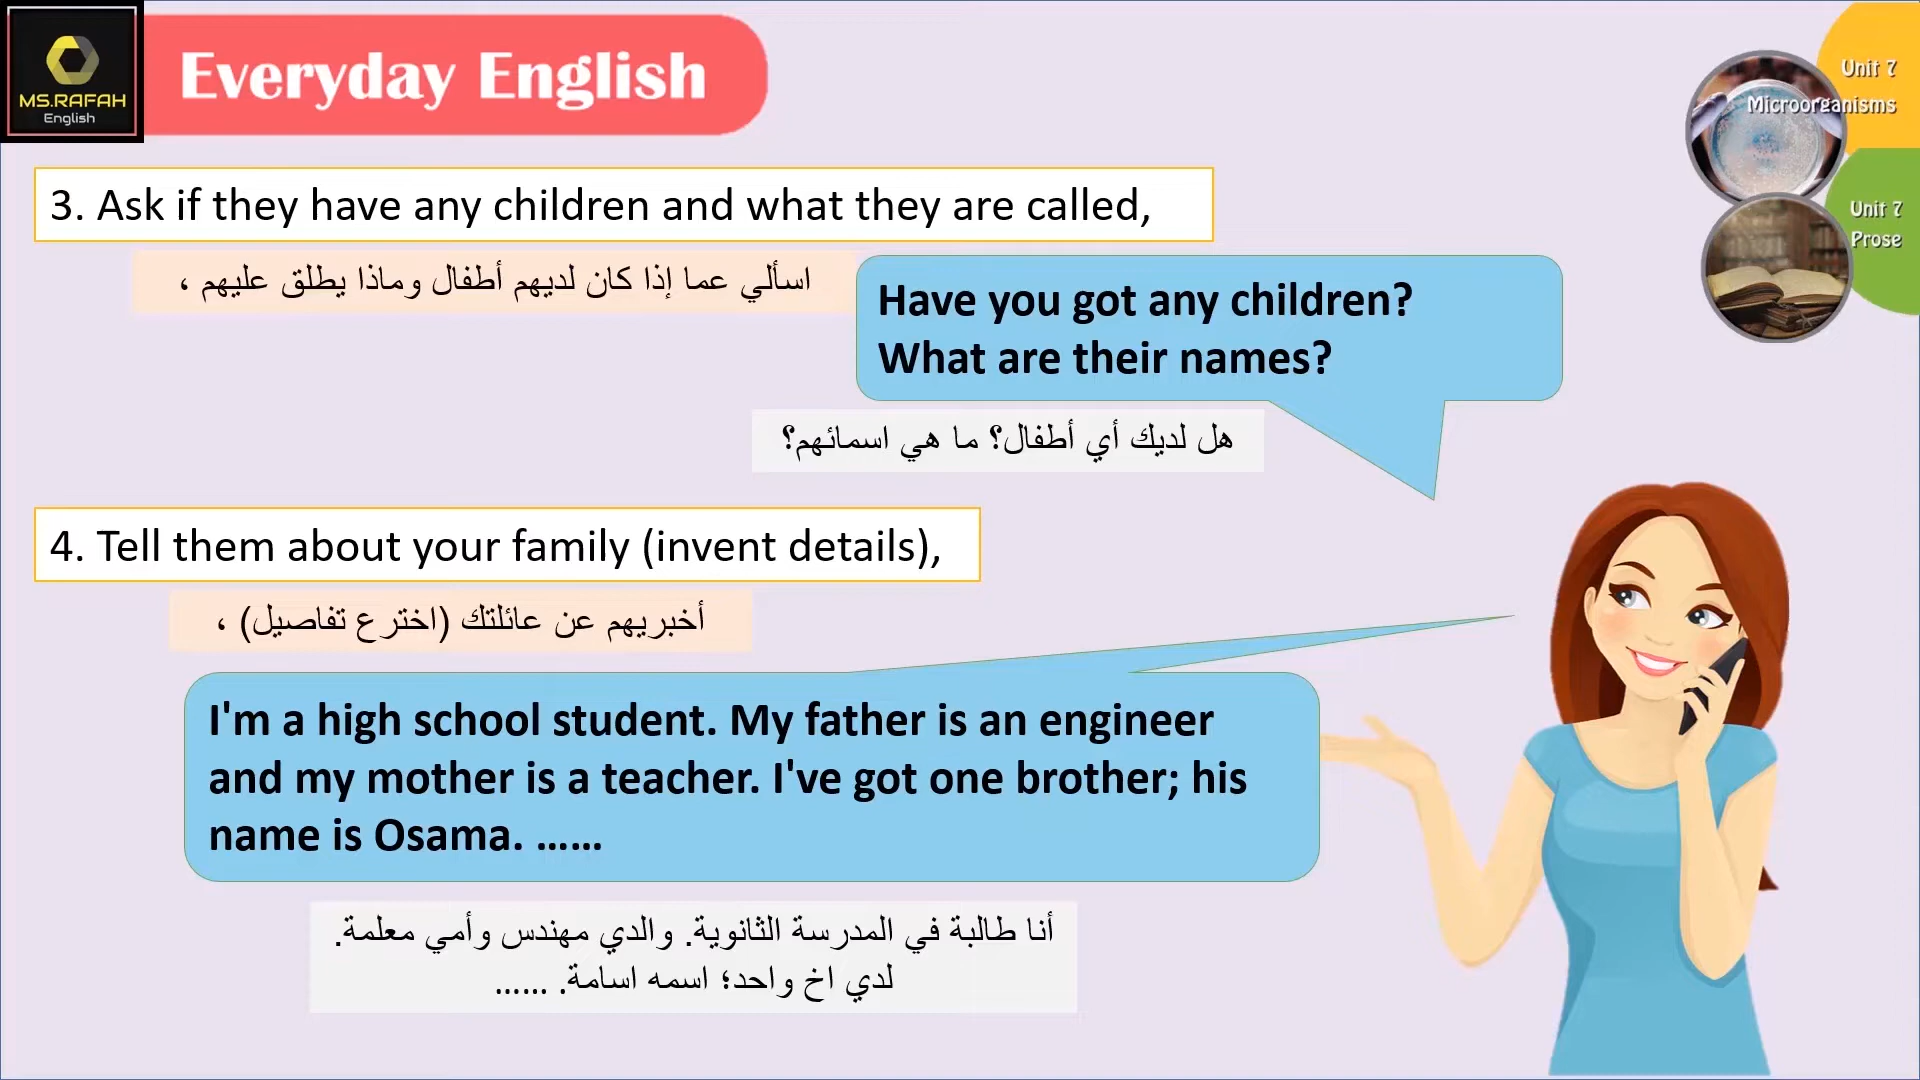 MS.RAFAH
English
Everyday English
Unit 7
Microorganisms
Unit 7
Prose
3. Ask if they have any children and what they are called,
اسألي عما إذا كان لديهم أطفال وماذا يطلق عليهم ،
Have you got any children?
What are their names?
هل لديك أي أطفال؟ ما هي اسمائهم؟
4. Tell them about your family (invent details),
أخبريهم عن عائلتك (اخترع تفاصيل) ،
I'm a high school student. My father is an engineer
and my mother is a teacher. I've got one brother; his
name is Osama. ......
أنا طالبة في المدرسة الثانوية. والدي مهندس وأمي معلمة.
لدي اخ واحد؛ اسمه اسامة. ......